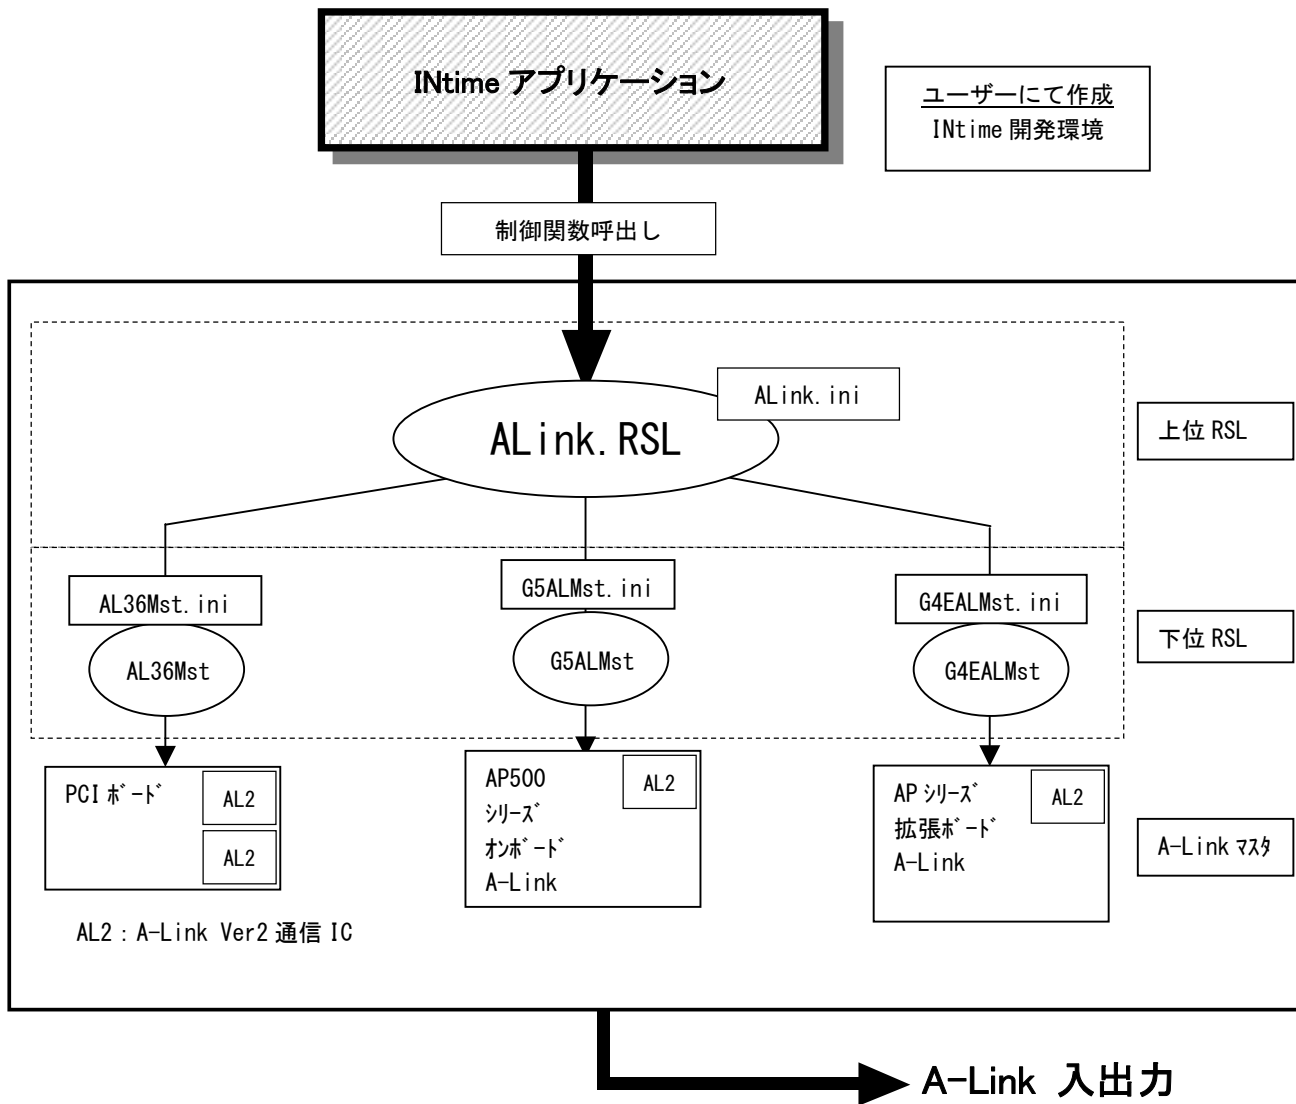 INtime アプリケーション
ユーザーにて作成
INtime 開発環境
制御関数呼出し
ALink.ini
ALink.RSL
上位 RSL
AL36Mst.ini
G5ALMst.ini
G4EALMst.ini
AL36Mst
G5ALMst
G4EALMst
下位 RSL
PCI ﾎﾞｰﾄﾞ
AL2
AL2
AP500
ｼﾘｰｽﾞ
ｵﾝﾎﾞｰﾄﾞ
A-Link
AL2
AP ｼﾘｰｽﾞ
拡張ﾎﾞｰﾄﾞ
A-Link
AL2
A-Link ﾏｽﾀ
AL2：A-Link Ver2 通信 IC
A-Link 入出力